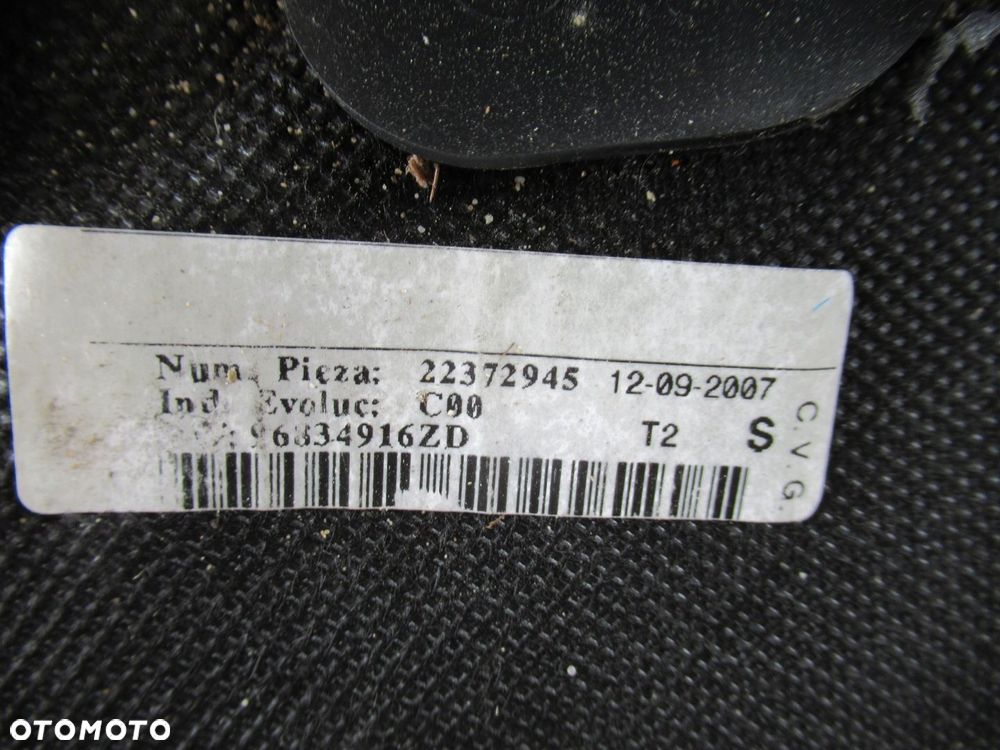 Num. Pieza: 22372945 12-09-2007
Ind. Evoluc: C00
96834916ZD T2 S
C.V.G.
OTOMOTO